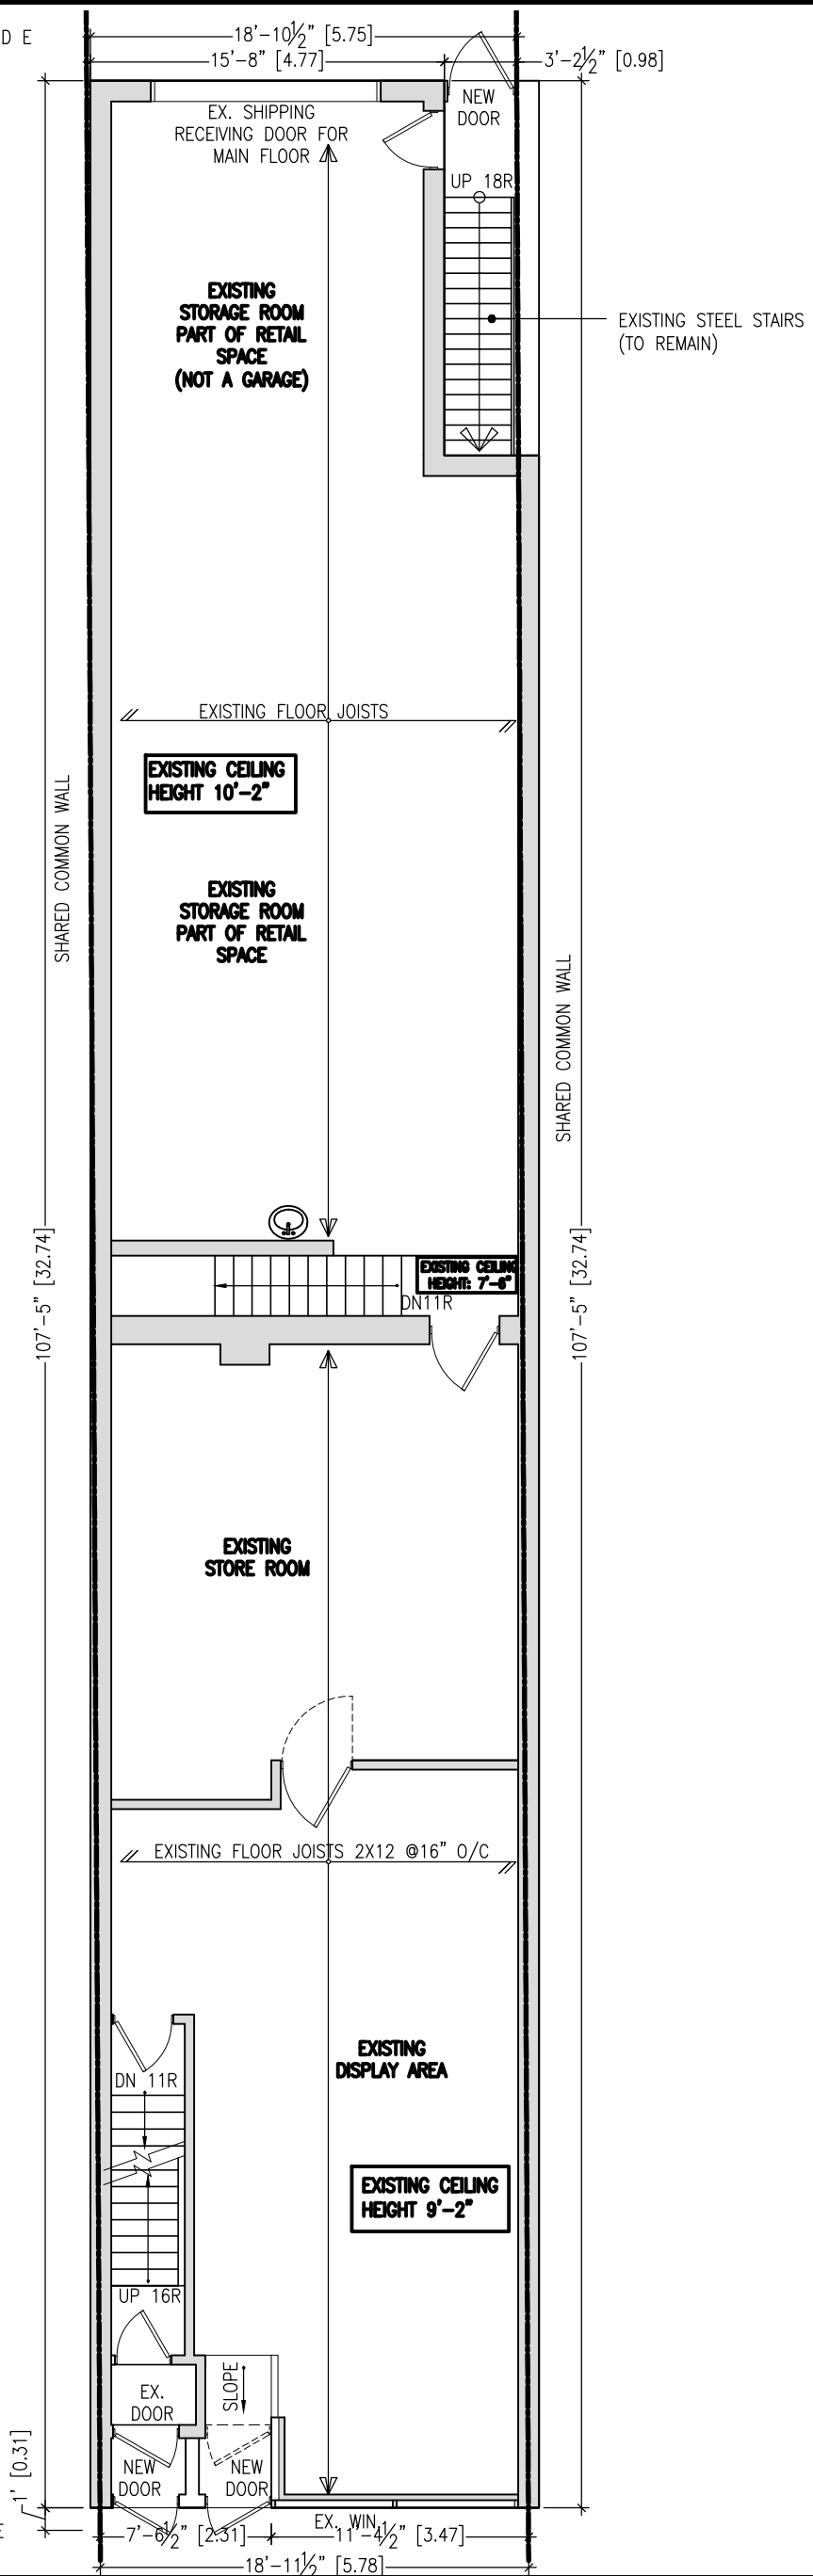 D E
18'-10½" [5.75]
15'-8" [4.77]
3'-2½" [0.98]
NEW
DOOR
EX. SHIPPING
RECEIVING DOOR FOR
MAIN FLOOR
UP 18R
EXISTING
STORAGE ROOM
PART OF RETAIL
SPACE
(NOT A GARAGE)
EXISTING STEEL STAIRS
(TO REMAIN)
EXISTING FLOOR JOISTS
EXISTING CEILING
HEIGHT 10'-2"
SHARED COMMON WALL
EXISTING
STORAGE ROOM
PART OF RETAIL
SPACE
SHARED COMMON WALL
107'-5" [32.74]
107'-5" [32.74]
EXISTING CEILING
HEIGHT: 7'-6"
DN11R
EXISTING
STORE ROOM
EXISTING FLOOR JOISTS 2X12 @16" O/C
EXISTING
DISPLAY AREA
DN 11R
EXISTING CEILING
HEIGHT 9'-2"
UP 16R
SLOPE
EX.
DOOR
NEW
DOOR
NEW
DOOR
1' [0.31]
EX. WIN.
7'-6½" [2.31]
11'-4½" [3.47]
18'-11½" [5.78]